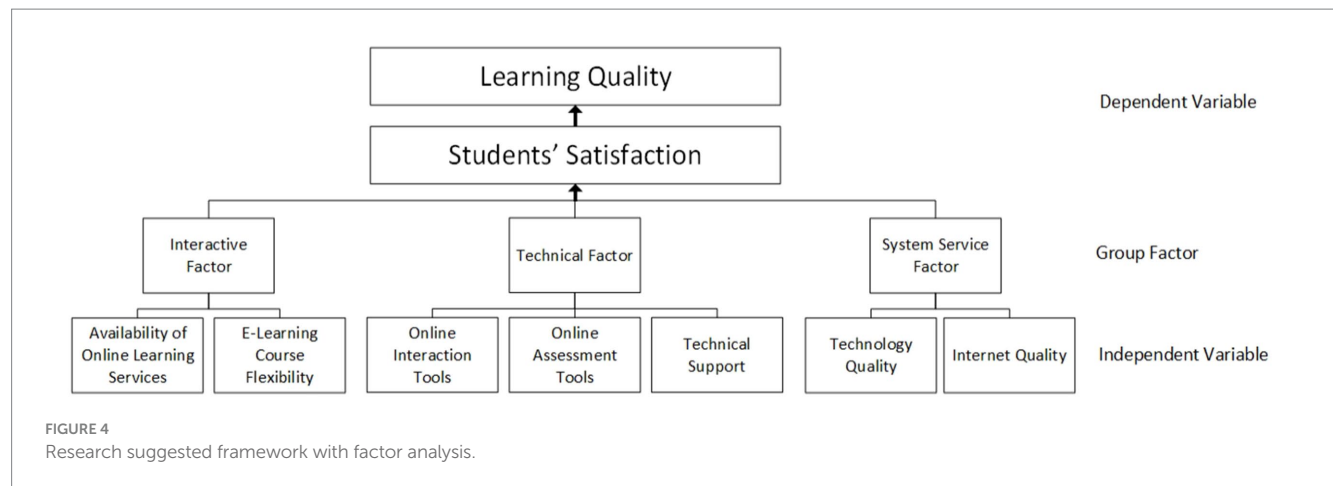 Learning Quality
Dependent Variable
Students’ Satisfaction
Interactive
Factor
Technical Factor
System Service
Factor
Group Factor
Availability of
Online Learning
Services
E-Learning
Course
Flexibility
Online
Interaction
Tools
Online
Assessment
Tools
Technical
Support
Technology
Quality
Internet Quality
Independent Variable
FIGURE 4
Research suggested framework with factor analysis.